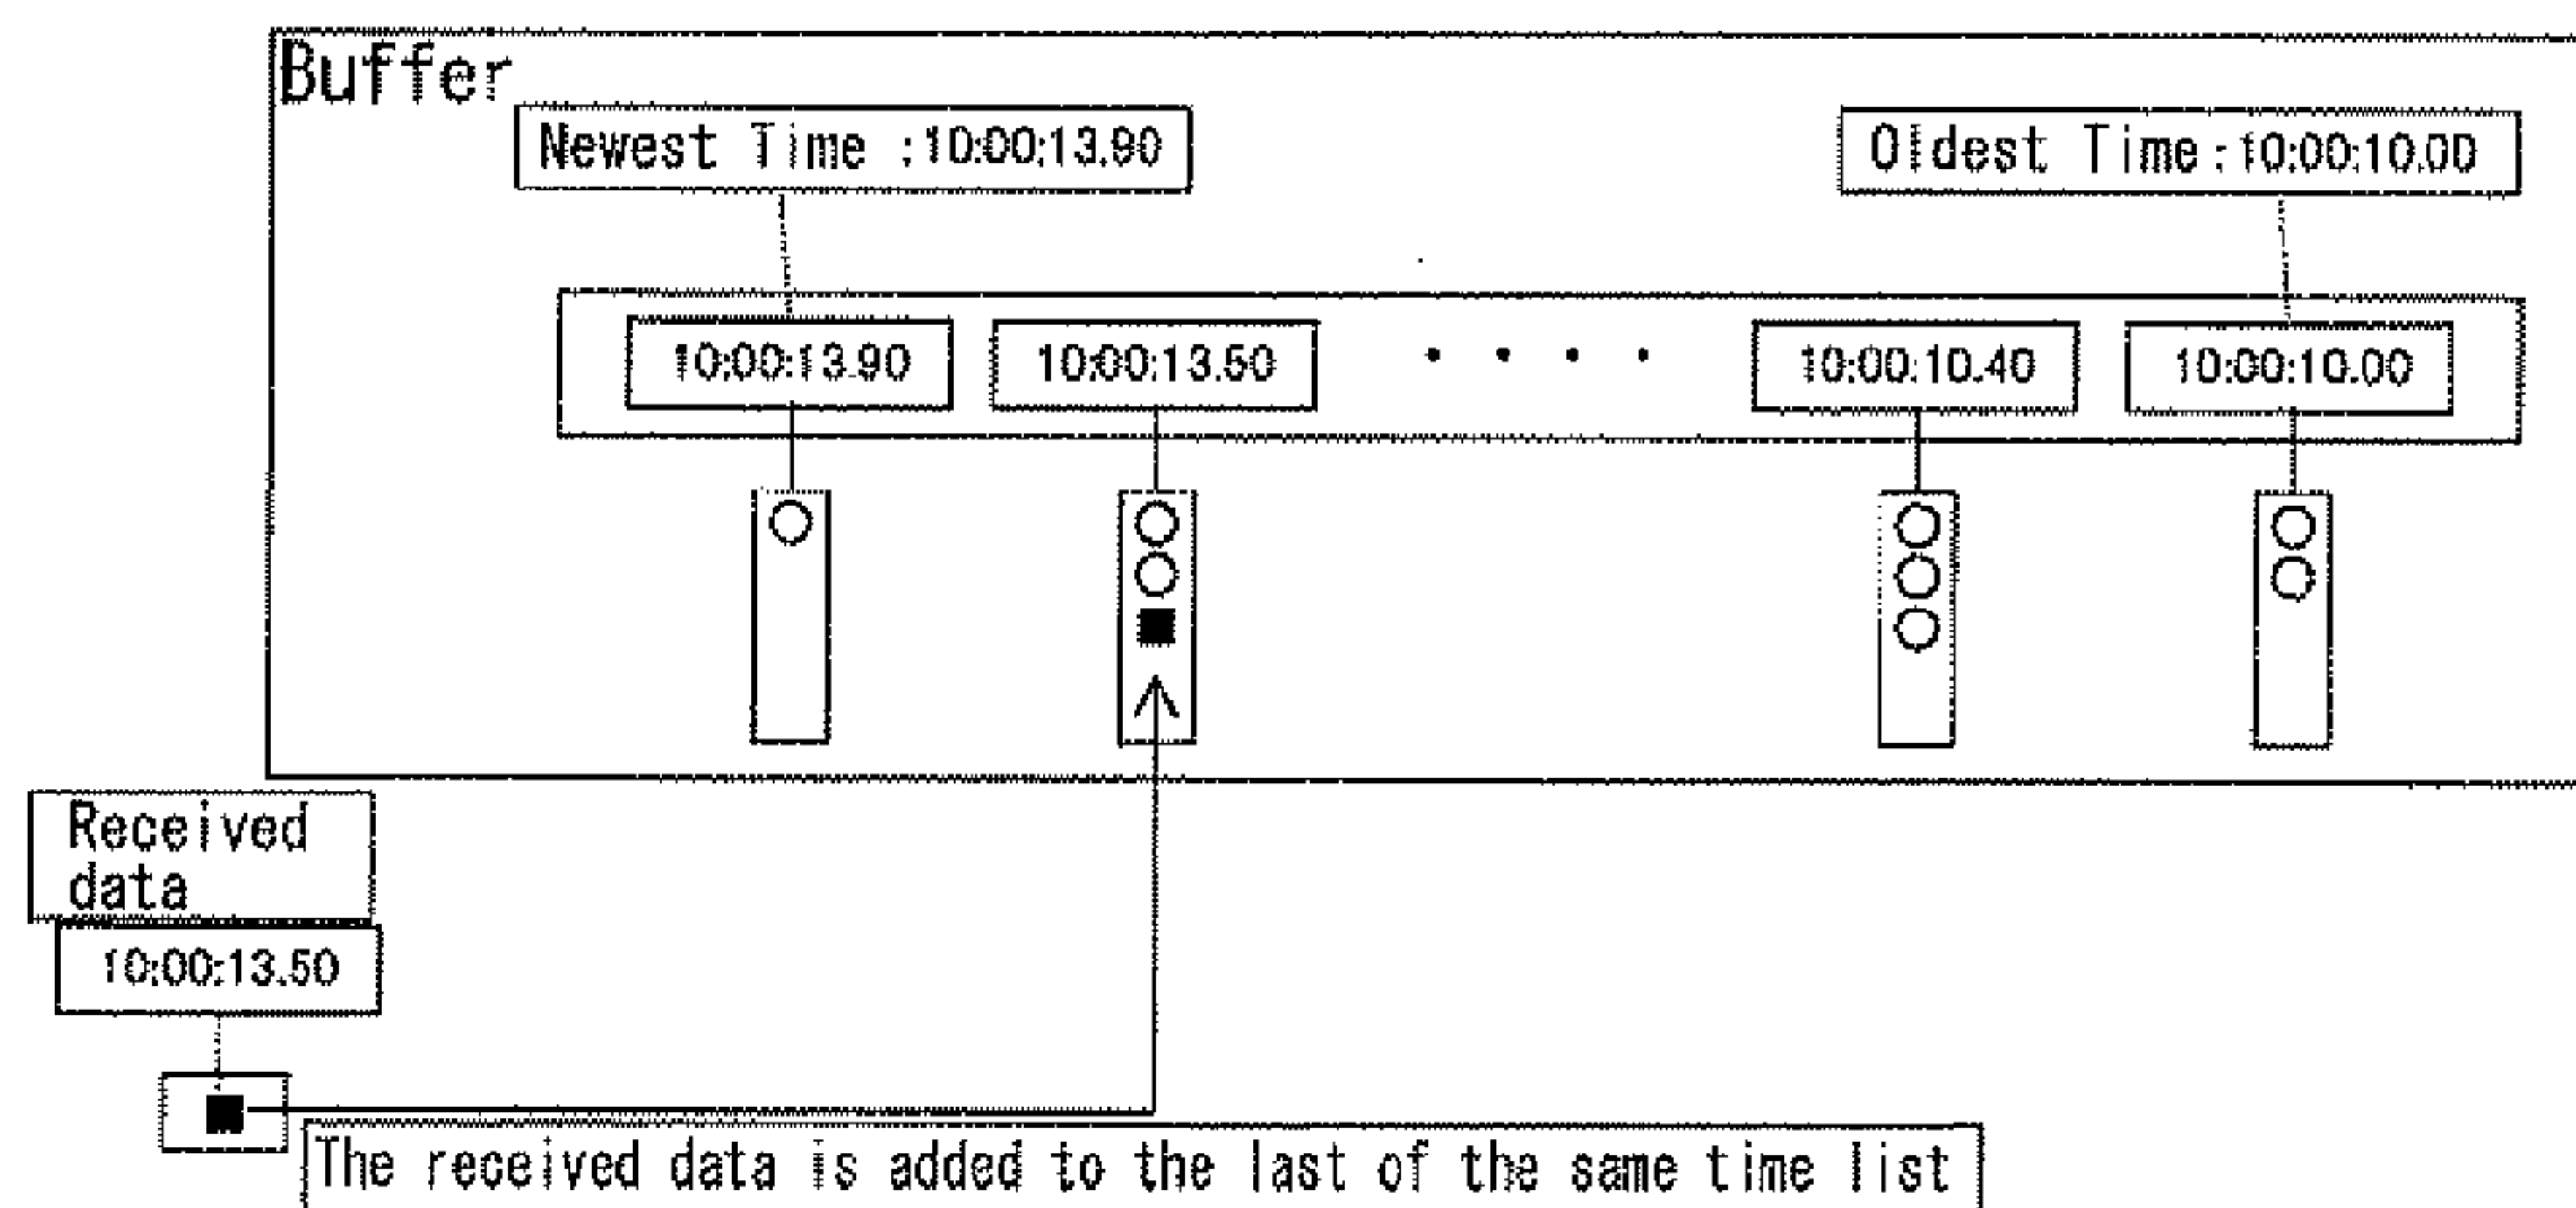 Buffer
Newest Time :10:00:13.90
Oldest Time:10:00:10.00
10:00:13.90
10:00:13.50
10:00:10.40
10:00:10.00
Received
data
10:00:13.50
The received data is added to the last of the same time list